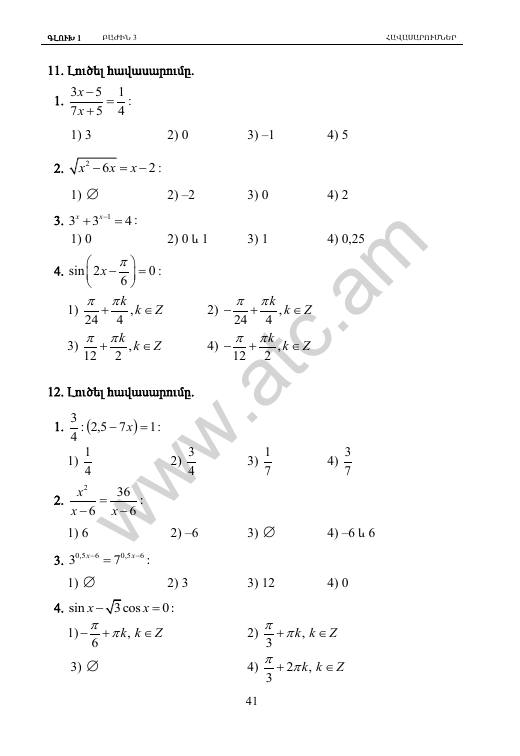 ԳԼՈՒԽ 1 ԲԱԺԻՆ 3 ՀԱՎԱՍԱՐՈՒՄՆԵՐ
11. Լուծել հավասարումը.
1. (3x − 5)/(7x + 5) = 1/4 :
1) 3 2) 0 3) –1 4) 5
2. √(x² − 6x) = x − 2 :
1) ∅ 2) –2 3) 0 4) 2
3. 3ˣ + 3ˣ⁻¹ = 4 :
1) 0 2) 0 և 1 3) 1 4) 0,25
4. sin(2x − π/6) = 0 :
1) π/24 + πk/4, k ∈ Z 2) −π/24 + πk/4, k ∈ Z
3) π/12 + πk/2, k ∈ Z 4) −π/12 + πk/2, k ∈ Z
12. Լուծել հավասարումը.
1. 3/4 : (2,5 − 7x) = 1 :
1) 1/4 2) 3/4 3) 1/7 4) 3/7
2. x²/(x − 6) = 36/(x − 6) :
1) 6 2) –6 3) ∅ 4) –6 և 6
3. 3^(0,5x−6) = 7^(0,5x−6) :
1) ∅ 2) 3 3) 12 4) 0
4. sin x − √3 cos x = 0 :
1) −π/6 + πk, k ∈ Z 2) π/3 + πk, k ∈ Z
3) ∅ 4) π/3 + 2πk, k ∈ Z
41
www.atc.am